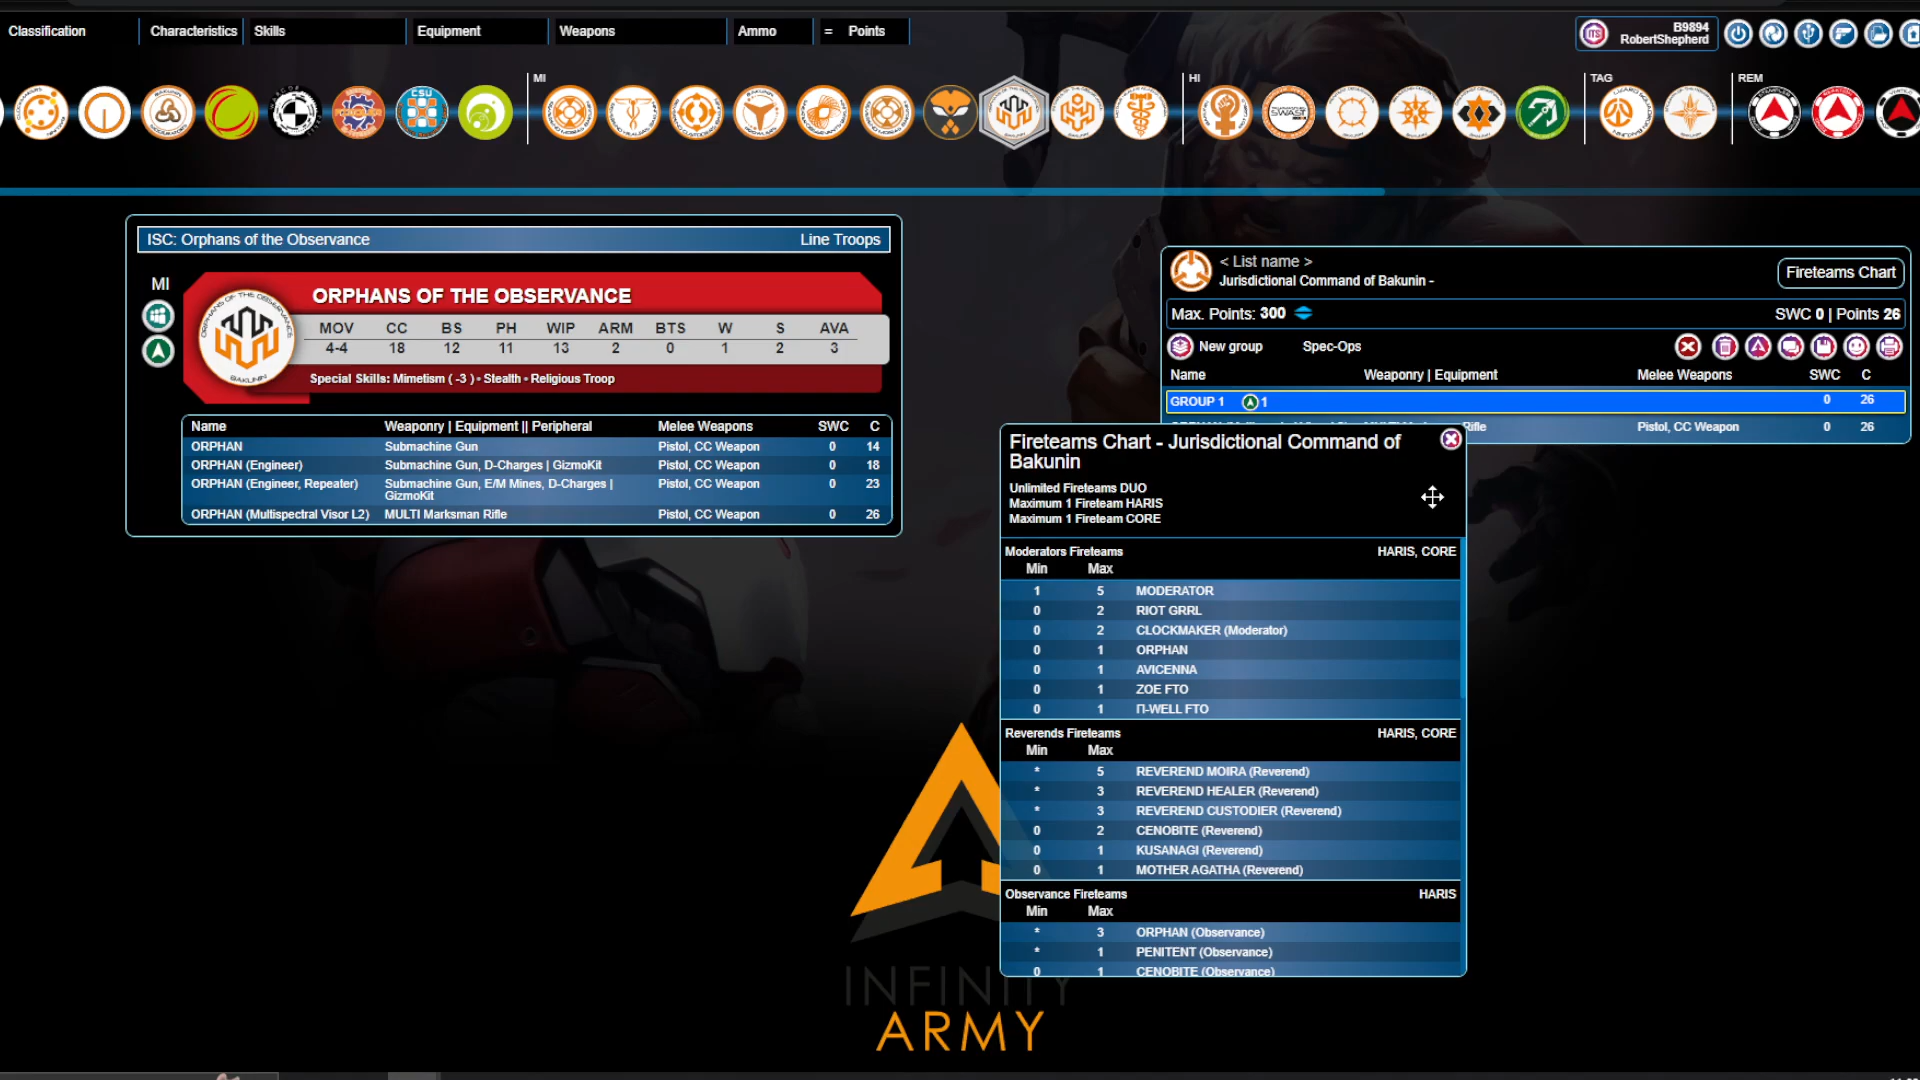 Classification Characteristics Skills Equipment Weapons Ammo = Points
B9894
RobertShepherd
MI HI TAG REM
ISC: Orphans of the Observance Line Troops
MI
ORPHANS OF THE OBSERVANCE
MOV CC BS PH WIP ARM BTS W S AVA
4-4 18 12 11 13 2 0 1 2 3
Special Skills: Mimetism ( -3 ) • Stealth • Religious Troop
ORPHANS OF THE OBSERVANCE
BAKUNIN
Name Weaponry | Equipment || Peripheral Melee Weapons SWC C
ORPHAN Submachine Gun Pistol, CC Weapon 0 14
ORPHAN (Engineer) Submachine Gun, D-Charges | GizmoKit Pistol, CC Weapon 0 18
ORPHAN (Engineer, Repeater) Submachine Gun, E/M Mines, D-Charges | Pistol, CC Weapon 0 23
GizmoKit
ORPHAN (Multispectral Visor L2) MULTI Marksman Rifle Pistol, CC Weapon 0 26
< List name >
Jurisdictional Command of Bakunin -
Fireteams Chart
Max. Points: 300 SWC 0 | Points 26
New group Spec-Ops
Name Weaponry | Equipment Melee Weapons SWC C
GROUP 1 1 0 26
Rifle Pistol, CC Weapon 0 26
Fireteams Chart - Jurisdictional Command of
Bakunin
Unlimited Fireteams DUO
Maximum 1 Fireteam HARIS
Maximum 1 Fireteam CORE
Moderators Fireteams HARIS, CORE
Min Max
1 5 MODERATOR
0 2 RIOT GRRL
0 2 CLOCKMAKER (Moderator)
0 1 ORPHAN
0 1 AVICENNA
0 1 ZOE FTO
0 1 Π-WELL FTO
Reverends Fireteams HARIS, CORE
Min Max
* 5 REVEREND MOIRA (Reverend)
* 3 REVEREND HEALER (Reverend)
* 3 REVEREND CUSTODIER (Reverend)
0 2 CENOBITE (Reverend)
0 1 KUSANAGI (Reverend)
0 1 MOTHER AGATHA (Reverend)
Observance Fireteams HARIS
Min Max
* 3 ORPHAN (Observance)
* 1 PENITENT (Observance)
0 1 CENOBITE (Observance)
INFINITY
ARMY